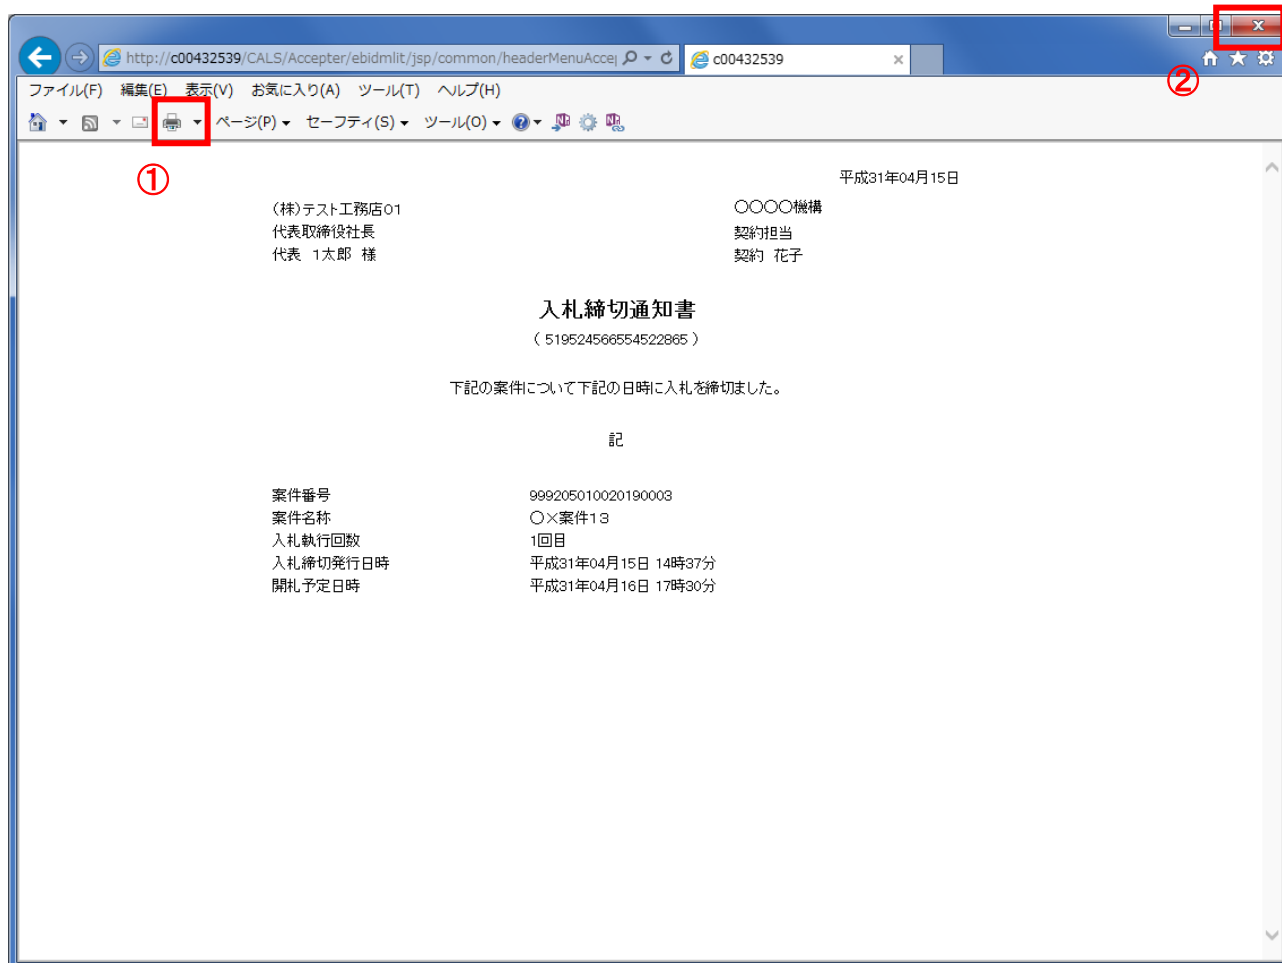 ②
http://c00432539/CALS/Accepter/ebidmlit/jsp/common/headerMenuAccep
c00432539
ファイル(F) 編集(E) 表示(V) お気に入り(A) ツール(T) ヘルプ(H)
ページ(P) セーフティ(S) ツール(O)
①
平成31年04月15日
(株)テスト工務店01
〇〇〇〇機構
代表取締役社長
契約担当
代表 1太郎 様
契約 花子
入札締切通知書
( 519524566554522865 )
下記の案件について下記の日時に入札を締切ました。
記
案件番号 999205010020190003
案件名称 〇×案件13
入札執行回数 1回目
入札締切発行日時 平成31年04月15日 14時37分
開札予定日時 平成31年04月16日 17時30分